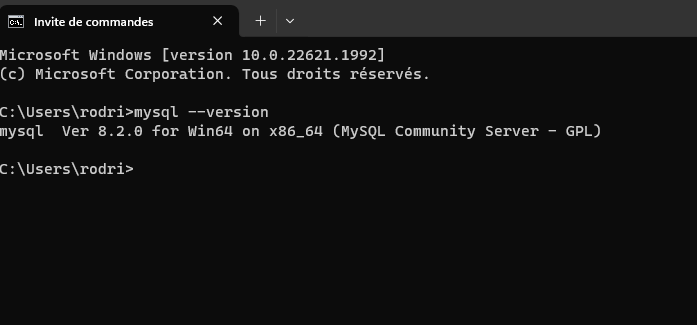 Invite de commandes
Microsoft Windows [version 10.0.22621.1992]
(c) Microsoft Corporation. Tous droits réservés.
C:\Users\rodri>mysql --version
mysql  Ver 8.2.0 for Win64 on x86_64 (MySQL Community Server - GPL)
C:\Users\rodri>